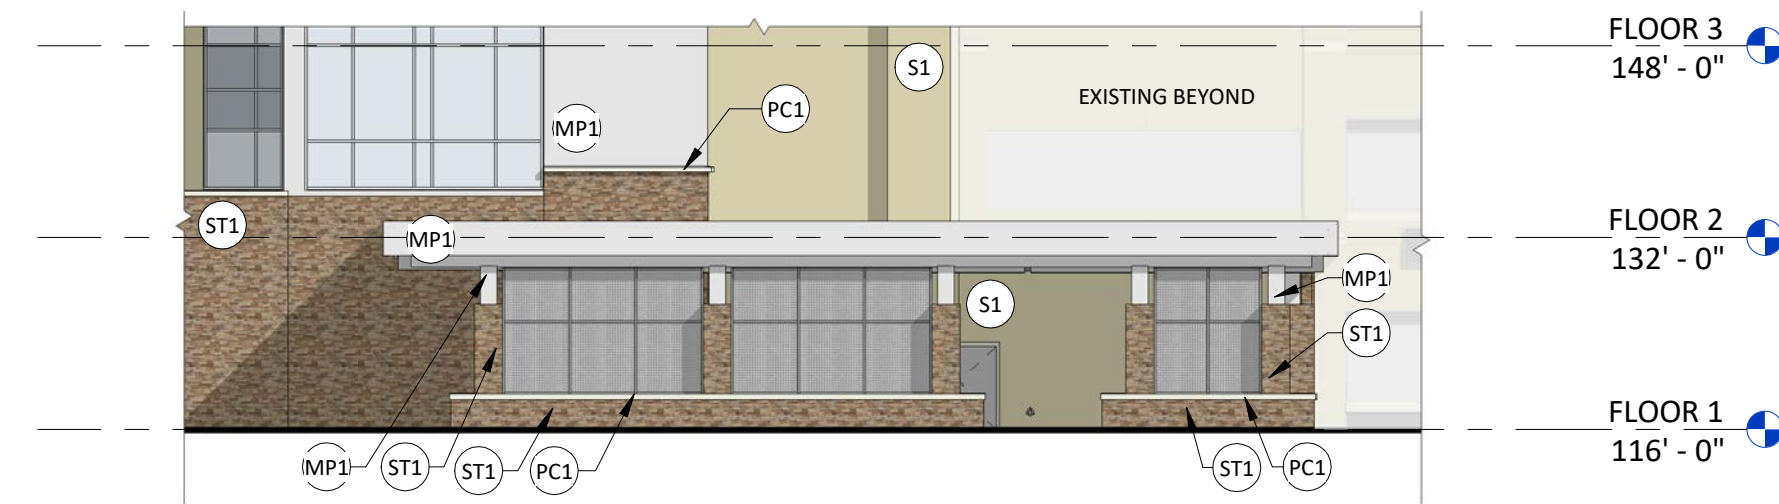 FLOOR 3
148' - 0"
S1
EXISTING BEYOND
PC1
MP1
ST1
MP1
FLOOR 2
132' - 0"
MP1
S1
ST1
FLOOR 1
116' - 0"
MP1
ST1
ST1
PC1
ST1
PC1